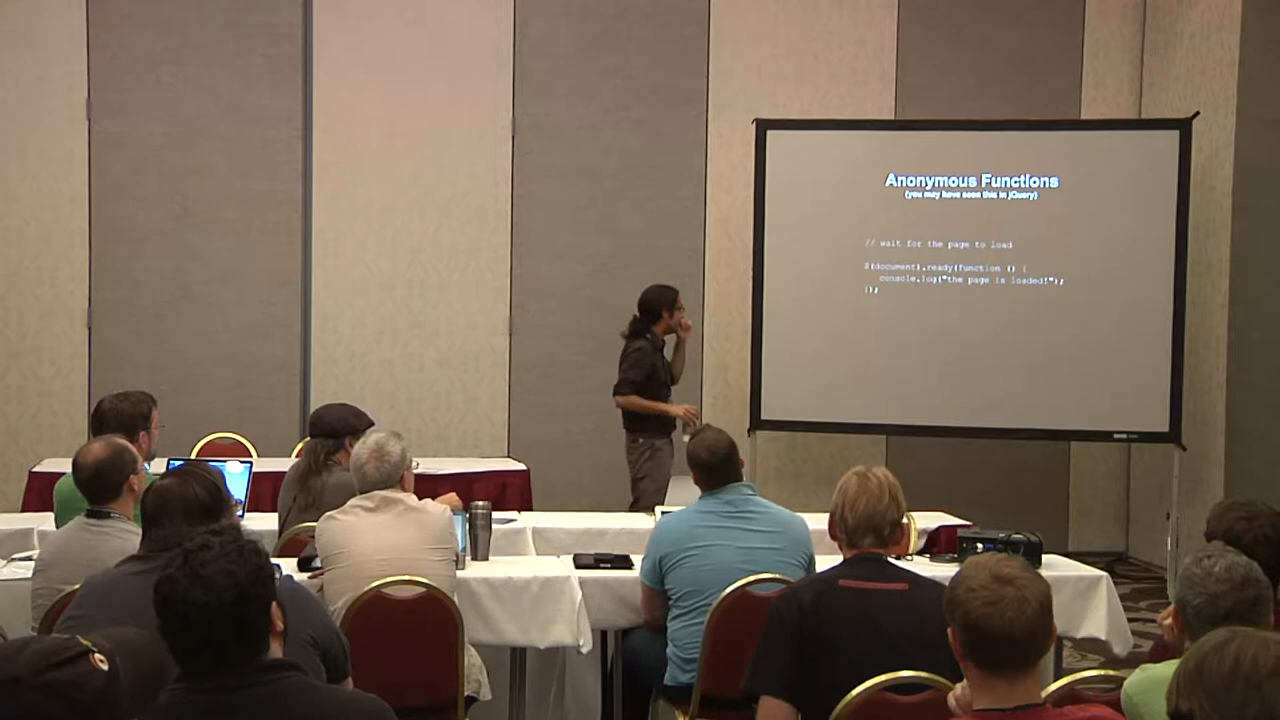 Anonymous Functions
(you may have seen this in jQuery)
// wait for the page to load
$(document).ready(function () {
console.log("the page is loaded!");
});